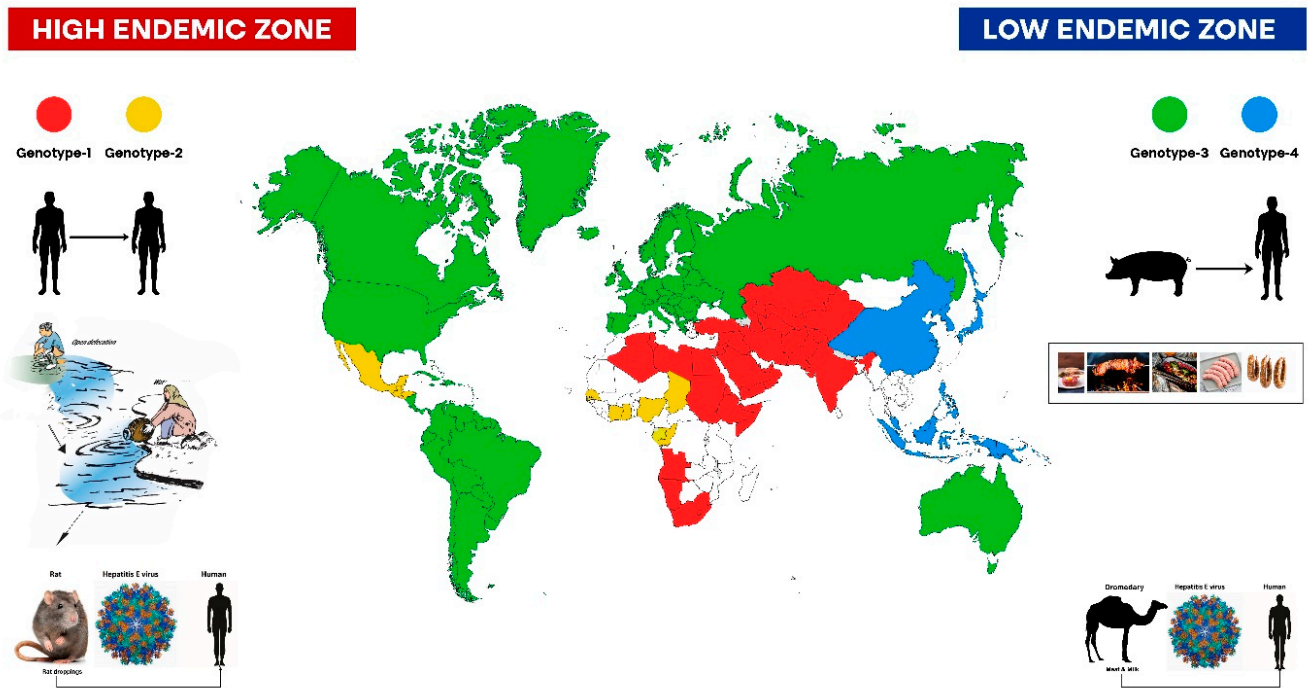 HIGH ENDEMIC ZONE
LOW ENDEMIC ZONE
Genotype-1 Genotype-2
Genotype-3 Genotype-4
Open defecation
Rat Hepatitis E virus Human
Rat droppings
Dromedary Hepatitis E virus Human
Meat & Milk